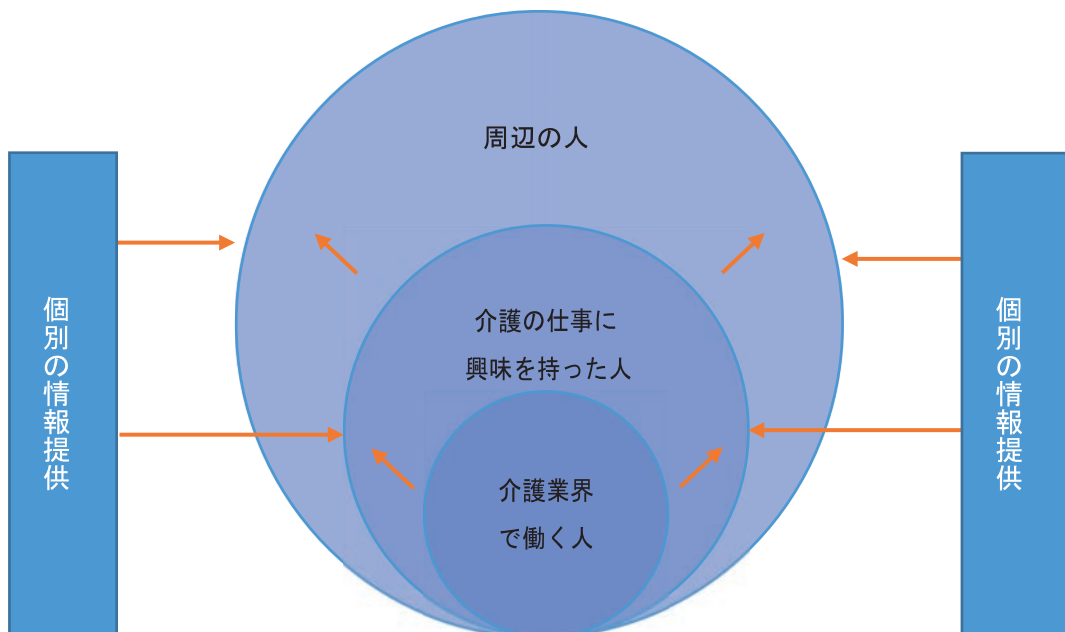 周辺の人
介護の仕事に
興味を持った人
介護業界
で働く人
個別の情報提供
個別の情報提供